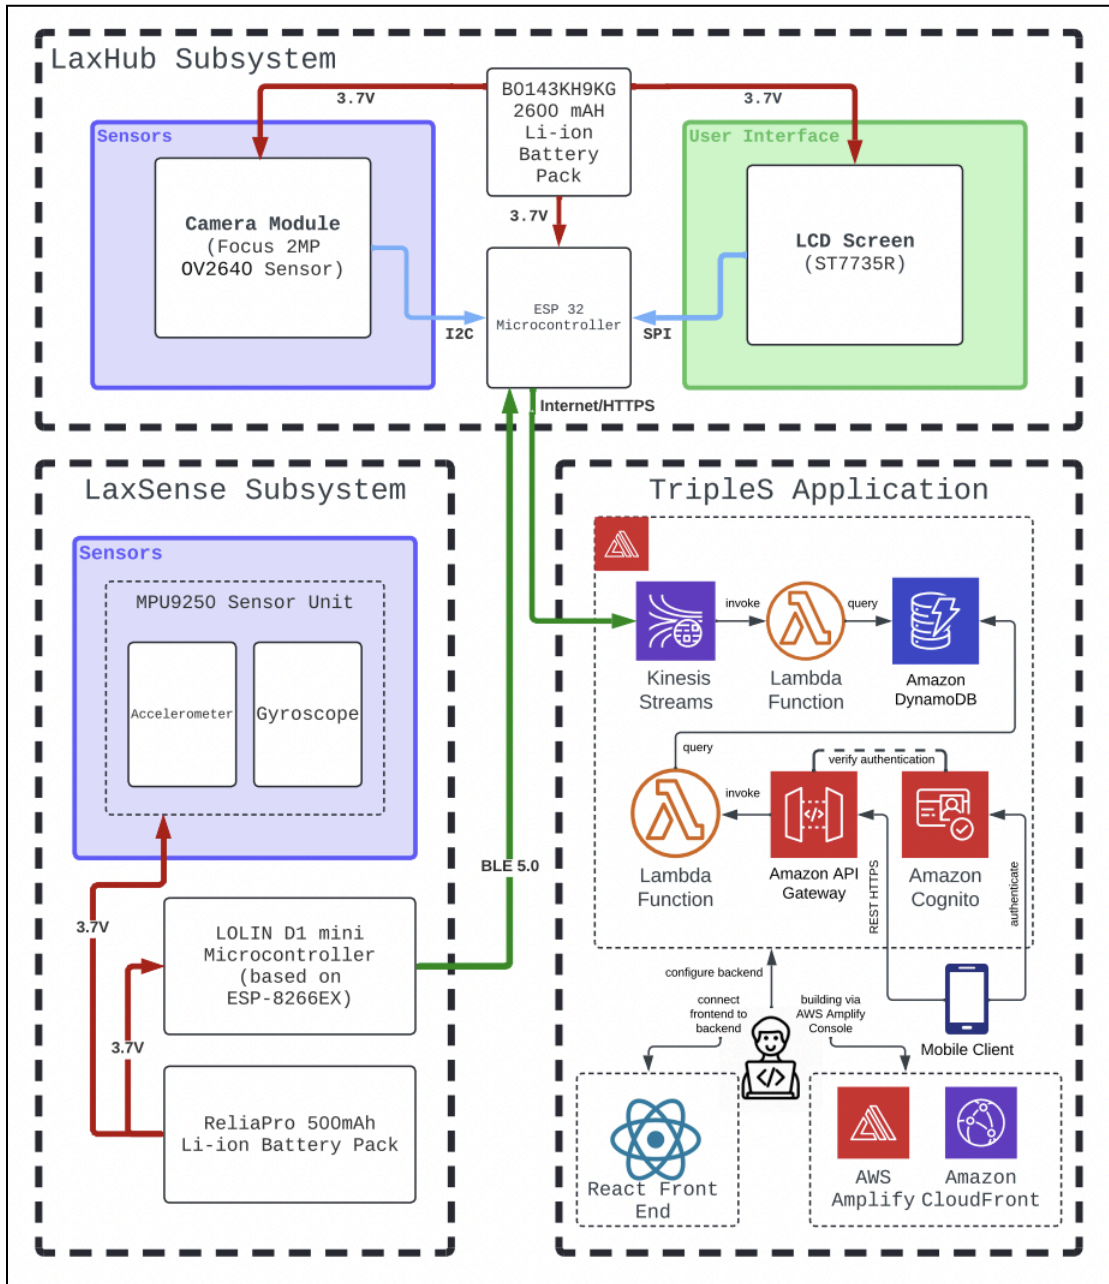 LaxHub Subsystem
BO143KH9KG
2600 mAH
Li-ion
Battery
Pack
3.7V
3.7V
3.7V
Sensors
Camera Module
(Focus 2MP
OV2640 Sensor)
User Interface
LCD Screen
(ST7735R)
ESP 32
Microcontroller
I2C
SPI
Internet/HTTPS
LaxSense Subsystem
Sensors
MPU9250 Sensor Unit
Accelerometer
Gyroscope
BLE 5.0
3.7V
LOLIN D1 mini
Microcontroller
(based on
ESP-8266EX)
3.7V
ReliaPro 500mAh
Li-ion Battery Pack
TripleS Application
invoke
query
Kinesis
Streams
Lambda
Function
Amazon
DynamoDB
query
verify authentication
invoke
Lambda
Function
Amazon API
Gateway
Amazon
Cognito
REST HTTPS
authenticate
configure backend
connect
frontend to
backend
building via
AWS Amplify
Console
Mobile Client
React Front
End
AWS
Amplify
Amazon
CloudFront